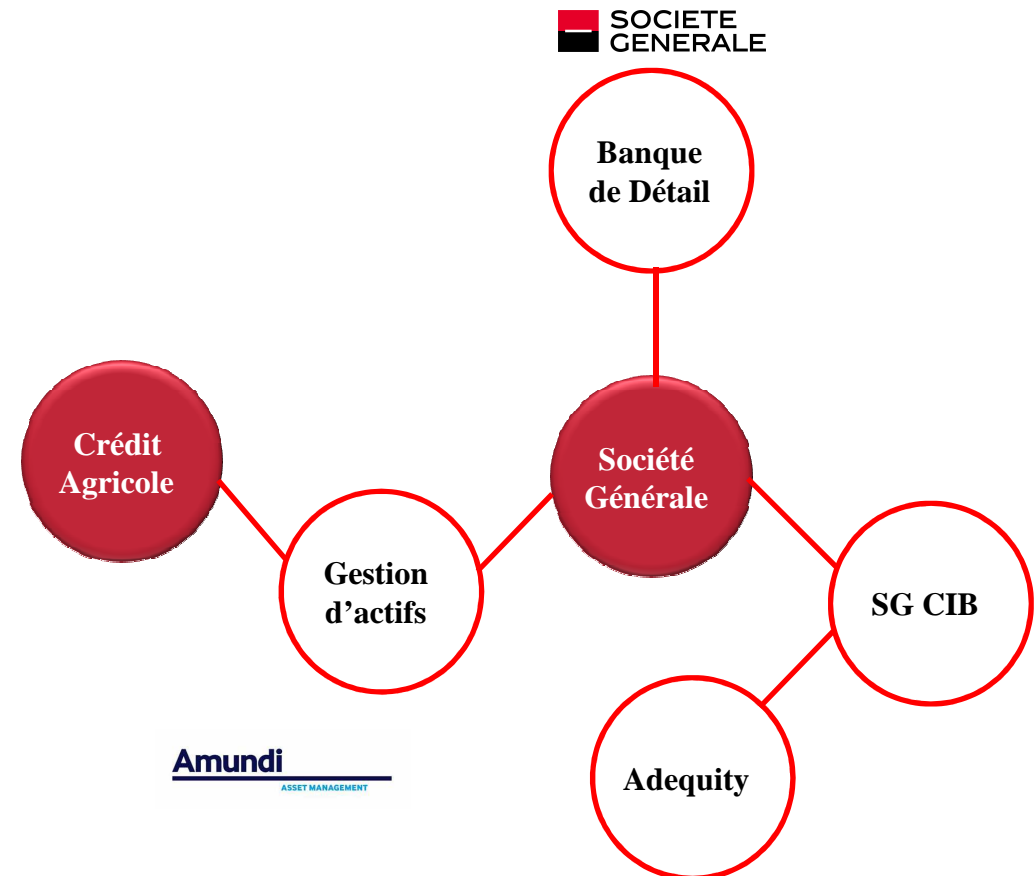 SOCIETE
GENERALE
Banque
de Détail
Crédit
Agricole
Société
Générale
Gestion
d’actifs
SG CIB
Amundi
ASSET MANAGEMENT
Adequity